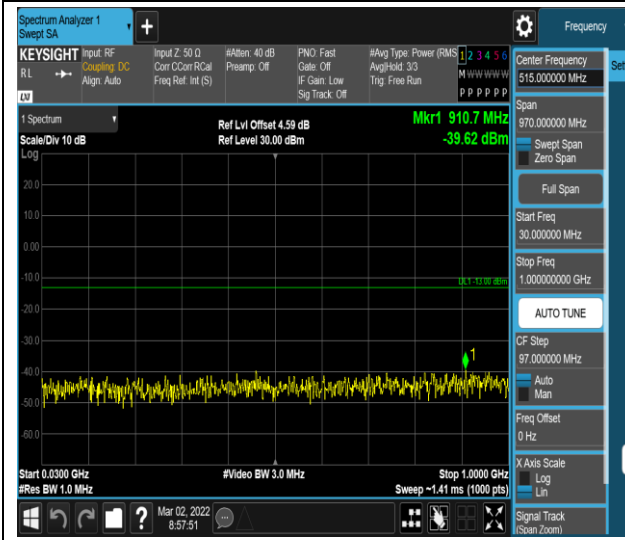 Spectrum Analyzer 1
Swept SA
+
Frequency
KEYSIGHT
RL
LXI
Input: RF
Coupling: DC
Align: Auto
Input Z: 50 Ω
Corr CCorr RCal
Freq Ref: Int (S)
#Atten: 40 dB
Preamp: Off
PNO: Fast
Gate: Off
IF Gain: Low
Sig Track: Off
#Avg Type: Power (RMS
Avg|Hold: 3/3
Trig: Free Run
1 2 3 4 5 6
M W W W W W
P P P P P P
1 Spectrum
Scale/Div 10 dB
Log
Ref Lvl Offset 4.59 dB
Ref Level 30.00 dBm
Mkr1 910.7 MHz
-39.62 dBm
20.0
10.0
0.00
-10.0
DL1 -13.00 dBm
-20.0
-30.0
1
-40.0
-50.0
-60.0
Start 0.0300 GHz
#Res BW 1.0 MHz
#Video BW 3.0 MHz
Stop 1.0000 GHz
Sweep ~1.41 ms (1000 pts)
?
Mar 02, 2022
8:57:51
Center Frequency
515.000000 MHz
Span
970.000000 MHz
Swept Span
Zero Span
Full Span
Start Freq
30.000000 MHz
Stop Freq
1.000000000 GHz
AUTO TUNE
CF Step
97.000000 MHz
Auto
Man
Freq Offset
0 Hz
X Axis Scale
Log
Lin
Signal Track
(Span Zoom)